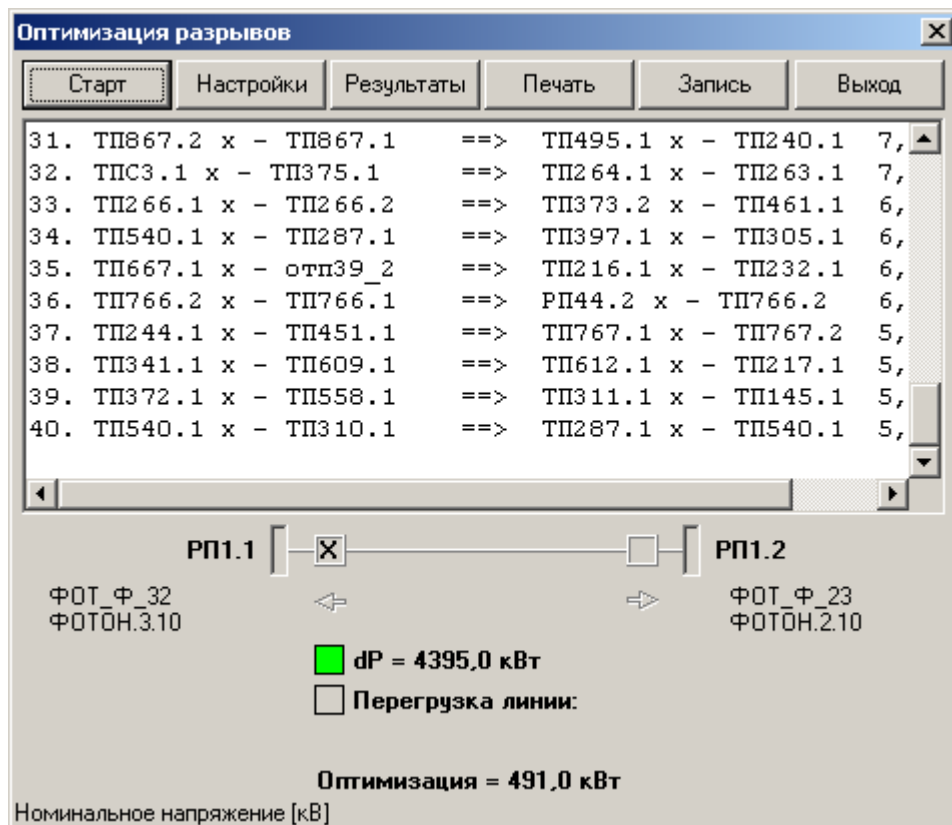 Оптимизация разрывов
Старт Настройки Результаты Печать Запись Выход
31. ТП867.2 x - ТП867.1 ==> ТП495.1 x - ТП240.1 7,
32. ТПС3.1 x - ТП375.1 ==> ТП264.1 x - ТП263.1 7,
33. ТП266.1 x - ТП266.2 ==> ТП373.2 x - ТП461.1 6,
34. ТП540.1 x - ТП287.1 ==> ТП397.1 x - ТП305.1 6,
35. ТП667.1 x - отп39_2 ==> ТП216.1 x - ТП232.1 6,
36. ТП766.2 x - ТП766.1 ==> РП44.2 x - ТП766.2 6,
37. ТП244.1 x - ТП451.1 ==> ТП767.1 x - ТП767.2 5,
38. ТП341.1 x - ТП609.1 ==> ТП612.1 x - ТП217.1 5,
39. ТП372.1 x - ТП558.1 ==> ТП311.1 x - ТП145.1 5,
40. ТП540.1 x - ТП310.1 ==> ТП287.1 x - ТП540.1 5,
РП1.1 X РП1.2
ФОТ_Ф_32 ФОТ_Ф_23
ФОТОН.3.10 ФОТОН.2.10
dP = 4395,0 кВт
Перегрузка линии:
Оптимизация = 491,0 кВт
Номинальное напряжение [кВ]